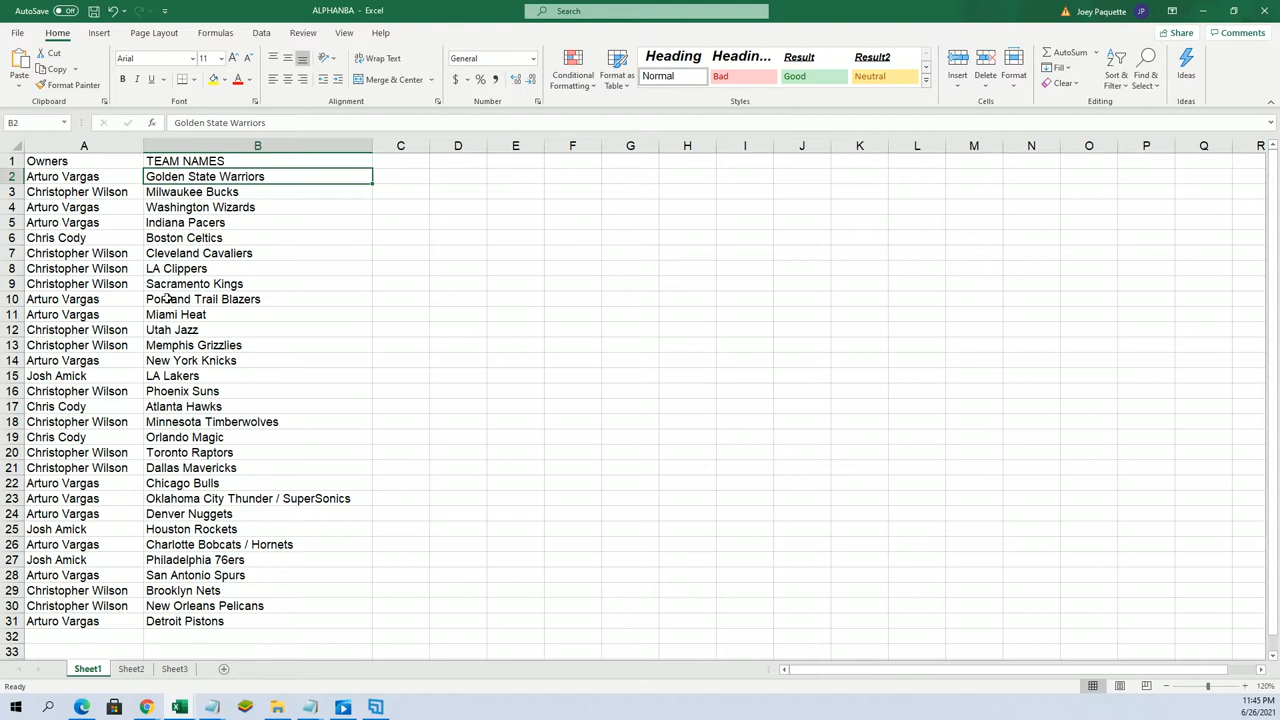 AutoSave Off ALPHANBA - Excel Search Joey Paquette JP
File Home Insert Page Layout Formulas Data Review View Help Share Comments
Paste Cut Copy Format Painter Clipboard
Arial 11 A A B I U A Font
Wrap Text Merge & Center Alignment
General $ % 9 Number
Conditional Formatting Format as Table
Heading Headin... Result Result2
Normal Bad Good Neutral
Styles
Insert Delete Format Cells
AutoSum Fill Clear Sort & Filter Find & Select Editing
Ideas Ideas
B2 fx Golden State Warriors
A B C D E F G H I J K L M N O P Q R
1 Owners TEAM NAMES
2 Arturo Vargas Golden State Warriors
3 Christopher Wilson Milwaukee Bucks
4 Arturo Vargas Washington Wizards
5 Arturo Vargas Indiana Pacers
6 Chris Cody Boston Celtics
7 Christopher Wilson Cleveland Cavaliers
8 Christopher Wilson LA Clippers
9 Christopher Wilson Sacramento Kings
10 Arturo Vargas Portland Trail Blazers
11 Arturo Vargas Miami Heat
12 Christopher Wilson Utah Jazz
13 Christopher Wilson Memphis Grizzlies
14 Arturo Vargas New York Knicks
15 Josh Amick LA Lakers
16 Christopher Wilson Phoenix Suns
17 Chris Cody Atlanta Hawks
18 Christopher Wilson Minnesota Timberwolves
19 Chris Cody Orlando Magic
20 Christopher Wilson Toronto Raptors
21 Christopher Wilson Dallas Mavericks
22 Arturo Vargas Chicago Bulls
23 Arturo Vargas Oklahoma City Thunder / SuperSonics
24 Arturo Vargas Denver Nuggets
25 Josh Amick Houston Rockets
26 Arturo Vargas Charlotte Bobcats / Hornets
27 Josh Amick Philadelphia 76ers
28 Arturo Vargas San Antonio Spurs
29 Christopher Wilson Brooklyn Nets
30 Christopher Wilson New Orleans Pelicans
31 Arturo Vargas Detroit Pistons
32
33
Sheet1 Sheet2 Sheet3
Ready 120%
11:45 PM
6/26/2021